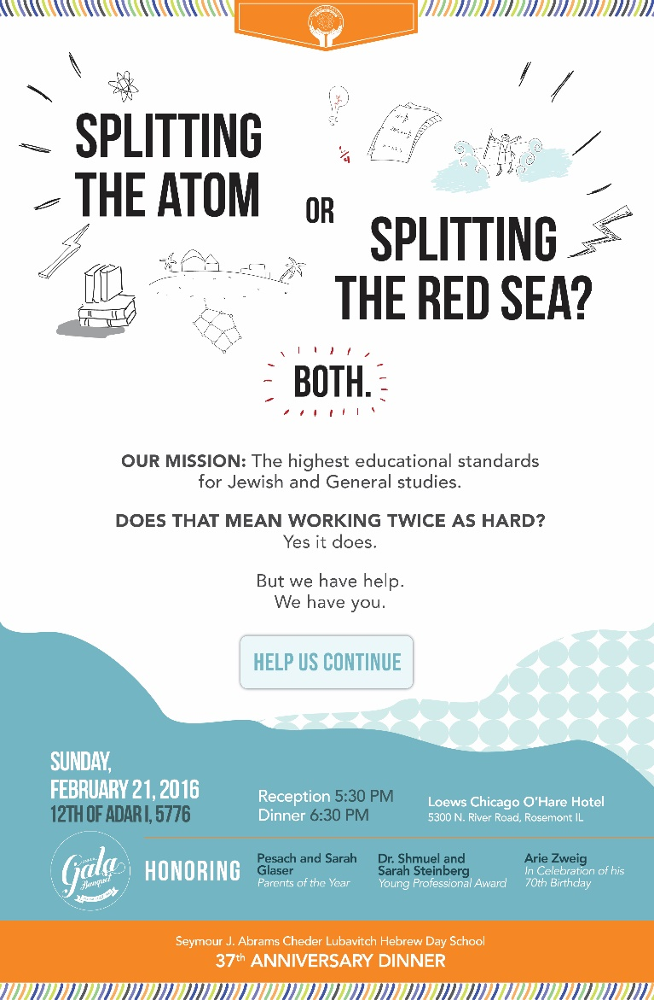 SPLITTING
THE ATOM
OR
SPLITTING
THE RED SEA?
BOTH.
OUR MISSION: The highest educational standards
for Jewish and General studies.
DOES THAT MEAN WORKING TWICE AS HARD?
Yes it does.
But we have help.
We have you.
HELP US CONTINUE
SUNDAY,
FEBRUARY 21, 2016
12TH OF ADAR I, 5776
Reception 5:30 PM
Dinner 6:30 PM
Loews Chicago O'Hare Hotel
5300 N. River Road, Rosemont IL
Gala
Banquet
HONORING
Pesach and Sarah
Glaser
Parents of the Year
Dr. Shmuel and
Sarah Steinberg
Young Professional Award
Arie Zweig
In Celebration of his
70th Birthday
Seymour J. Abrams Cheder Lubavitch Hebrew Day School
37th ANNIVERSARY DINNER